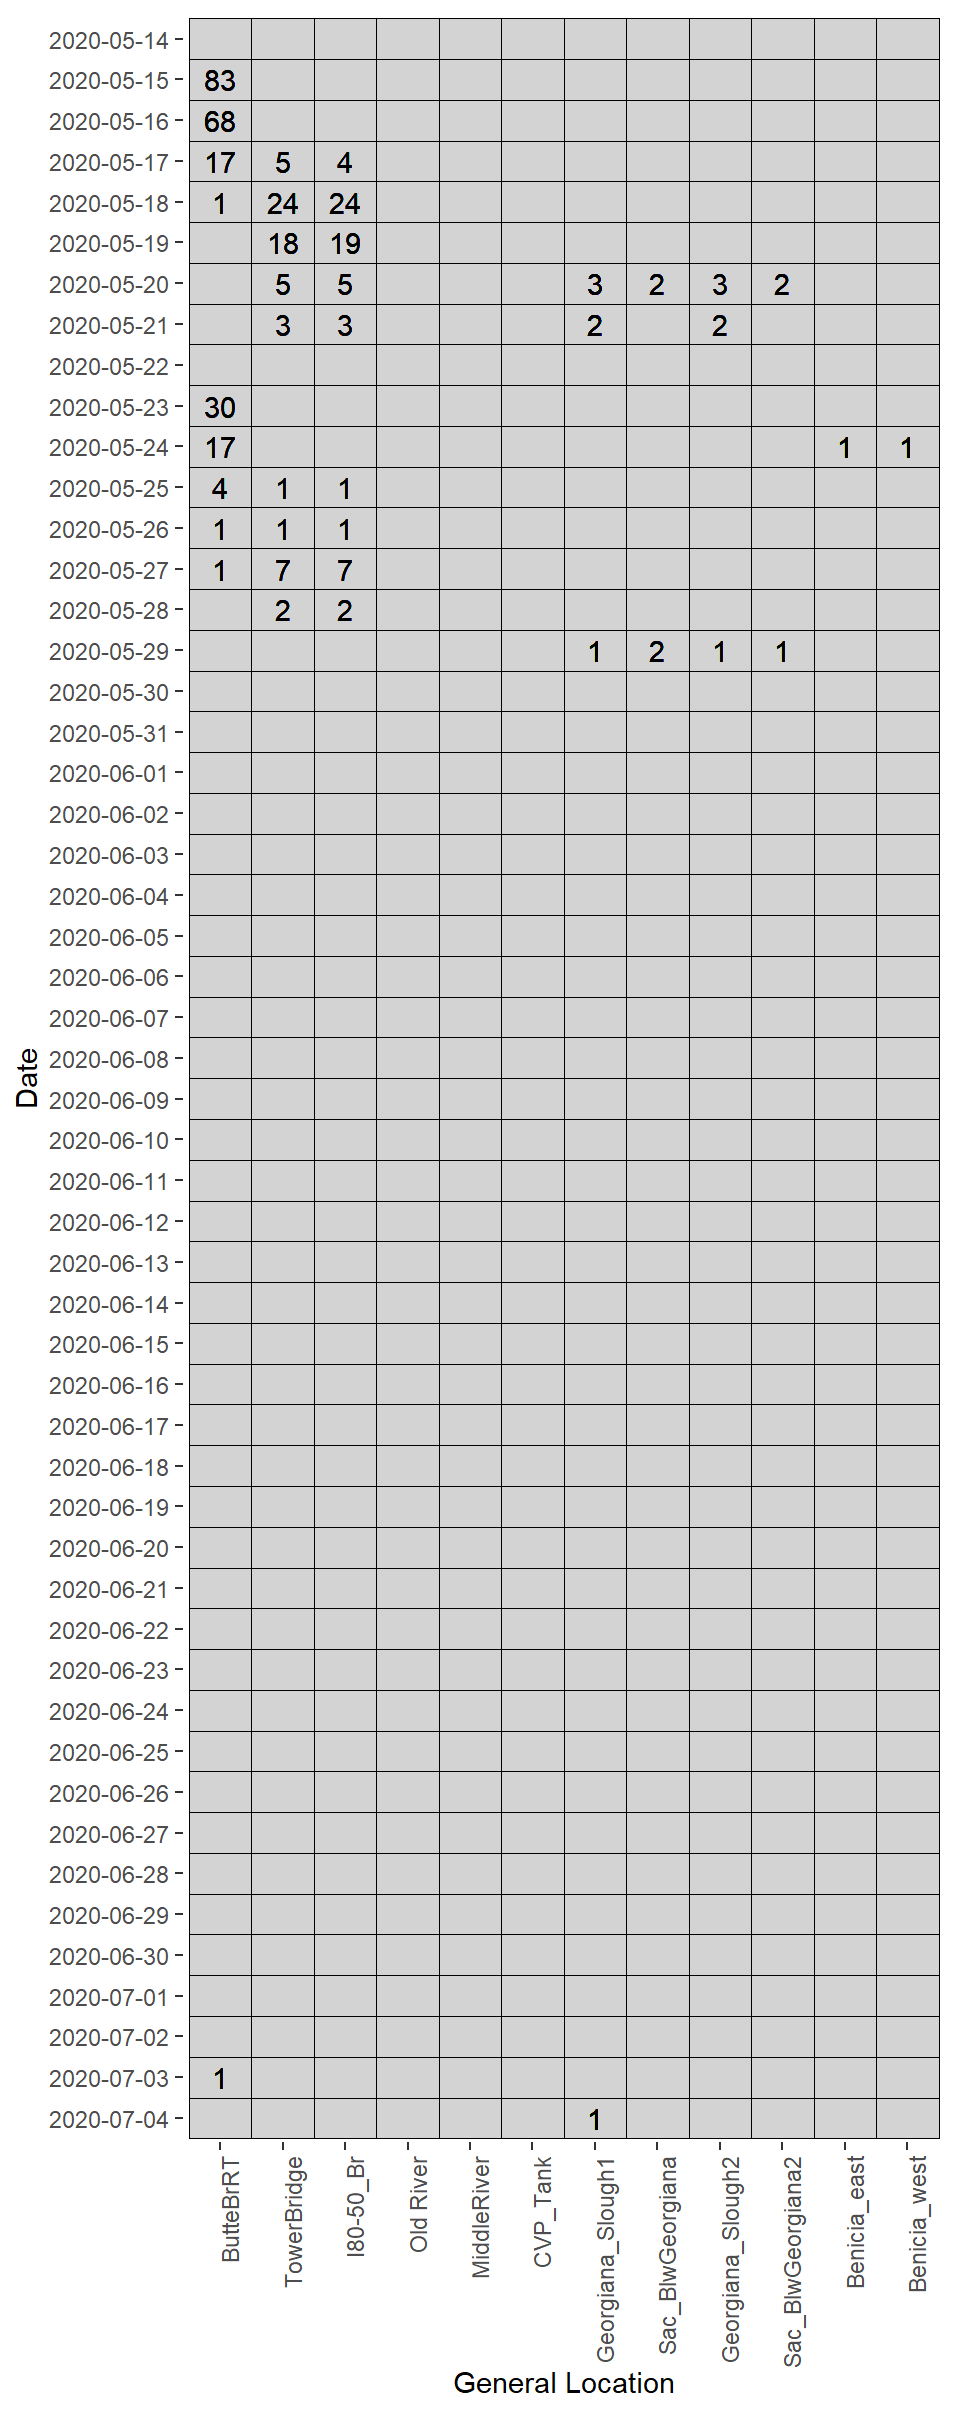 2020-05-14
2020-05-15 83
2020-05-16 68
2020-05-17 17 5 4
2020-05-18 1 24 24
2020-05-19 18 19
2020-05-20 5 5 3 2 3 2
2020-05-21 3 3 2 2
2020-05-22
2020-05-23 30
2020-05-24 17 1 1
2020-05-25 4 1 1
2020-05-26 1 1 1
2020-05-27 1 7 7
2020-05-28 2 2
2020-05-29 1 2 1 1
2020-05-30
2020-05-31
2020-06-01
2020-06-02
2020-06-03
2020-06-04
2020-06-05
2020-06-06
2020-06-07
2020-06-08
Date
2020-06-09
2020-06-10
2020-06-11
2020-06-12
2020-06-13
2020-06-14
2020-06-15
2020-06-16
2020-06-17
2020-06-18
2020-06-19
2020-06-20
2020-06-21
2020-06-22
2020-06-23
2020-06-24
2020-06-25
2020-06-26
2020-06-27
2020-06-28
2020-06-29
2020-06-30
2020-07-01
2020-07-02
2020-07-03 1
2020-07-04 1
ButteBrRT
TowerBridge
I80-50_Br
Old River
MiddleRiver
CVP_Tank
Georgiana_Slough1
Sac_BlwGeorgiana
Georgiana_Slough2
Sac_BlwGeorgiana2
Benicia_east
Benicia_west
General Location